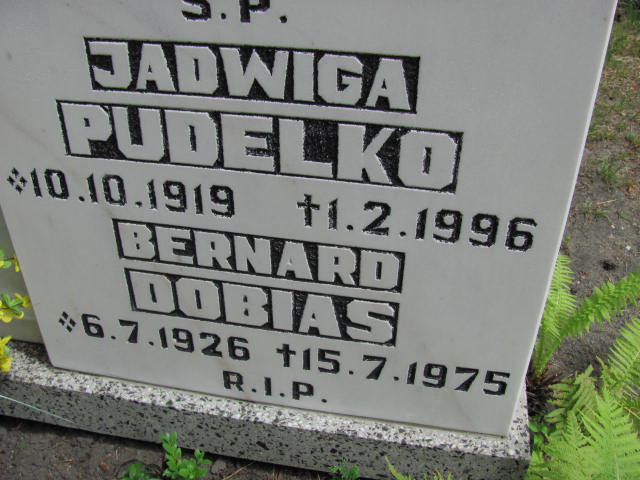 Ś.P.
JADWIGA
PUDELKO
10.10.1919 †1.2.1996
BERNARD
DOBIAS
6.7.1926 †15.7.1975
R.I.P.